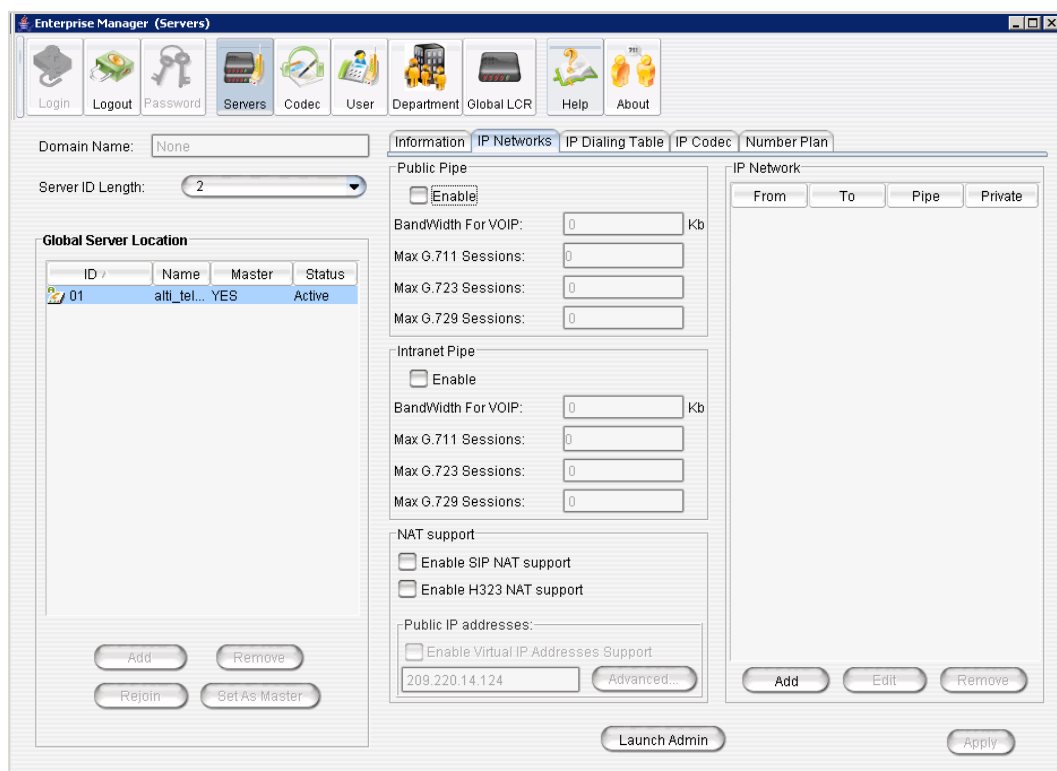 Enterprise Manager (Servers)
Login Logout Password Servers Codec User Department Global LCR Help About
Domain Name: None
Server ID Length: 2
Global Server Location
ID Name Master Status
01 alti_tel... YES Active
Add Remove
Rejoin Set As Master
Information IP Networks IP Dialing Table IP Codec Number Plan
Public Pipe
Enable
BandWidth For VOIP: 0 Kb
Max G.711 Sessions: 0
Max G.723 Sessions: 0
Max G.729 Sessions: 0
Intranet Pipe
Enable
BandWidth For VOIP: 0 Kb
Max G.711 Sessions: 0
Max G.723 Sessions: 0
Max G.729 Sessions: 0
NAT support
Enable SIP NAT support
Enable H323 NAT support
Public IP addresses:
Enable Virtual IP Addresses Support
209.220.14.124 Advanced...
IP Network
From To Pipe Private
Add Edit Remove
Launch Admin
Apply